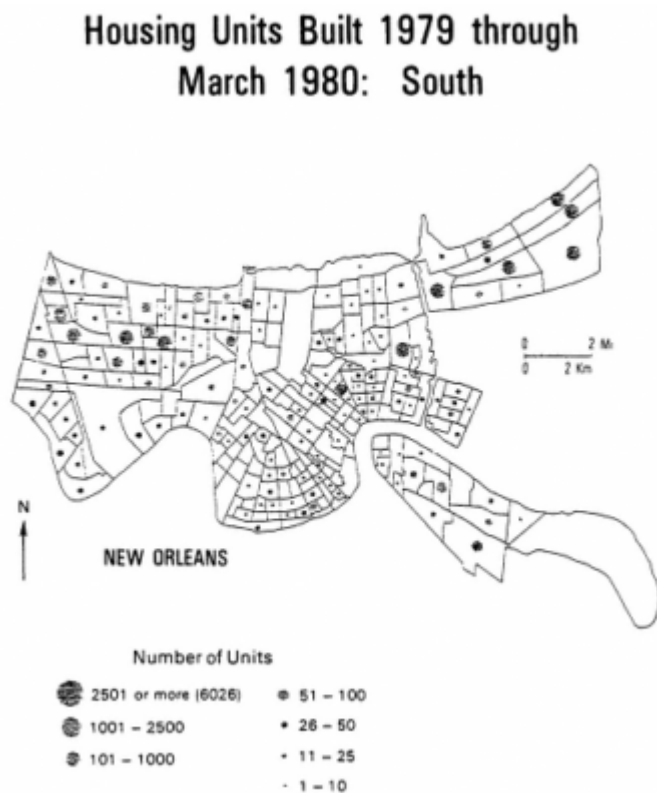 Housing Units Built 1979 through
March 1980: South
0 2 Mi
0 2 Km
N
NEW ORLEANS
Number of Units
2501 or more (6026)
1001 – 2500
101 – 1000
51 – 100
26 – 50
11 – 25
1 – 10